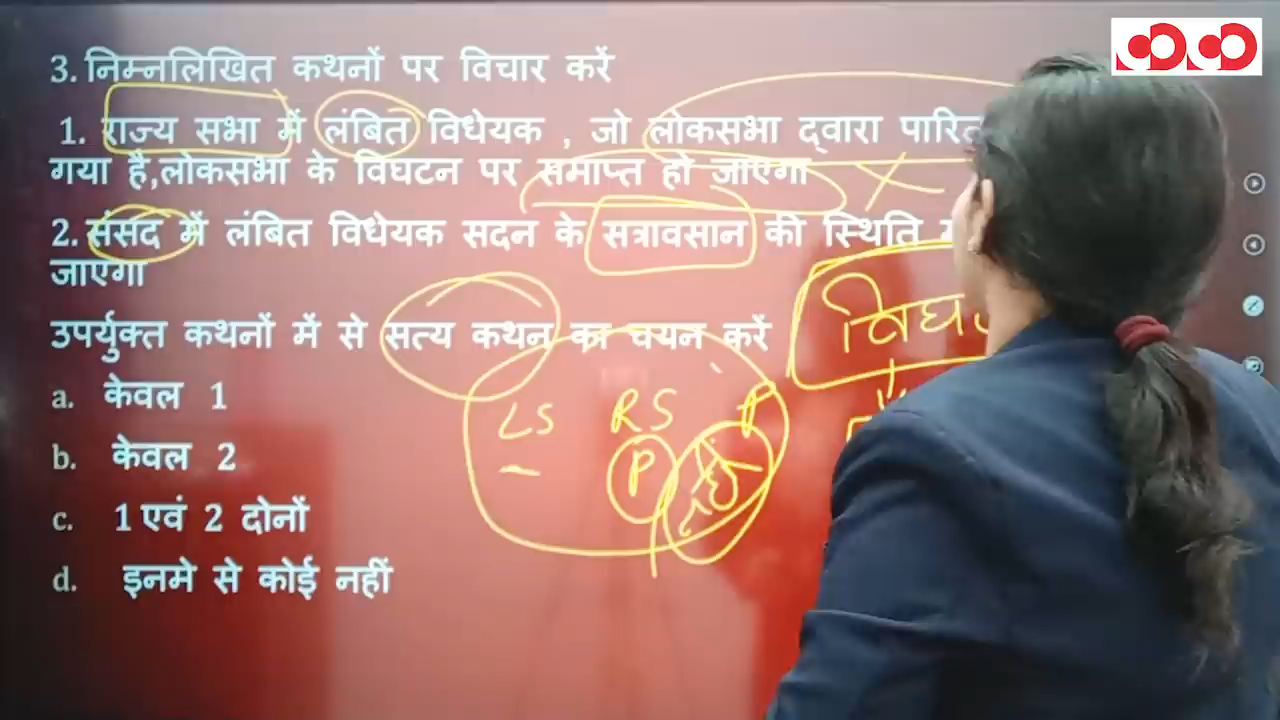 3. निम्नलिखित कथनों पर विचार करें
1. राज्य सभा में लंबित विधेयक , जो लोकसभा द्वारा पारित
गया है,लोकसभा के विघटन पर समाप्त हो जाएगा
2. संसद में लंबित विधेयक सदन के सत्रावसान की स्थिति
जाएगा
उपर्युक्त कथनों में से सत्य कथन का चयन करें
a. केवल 1
b. केवल 2
c. 1 एवं 2 दोनों
d. इनमे से कोई नहीं
LS RS P
P